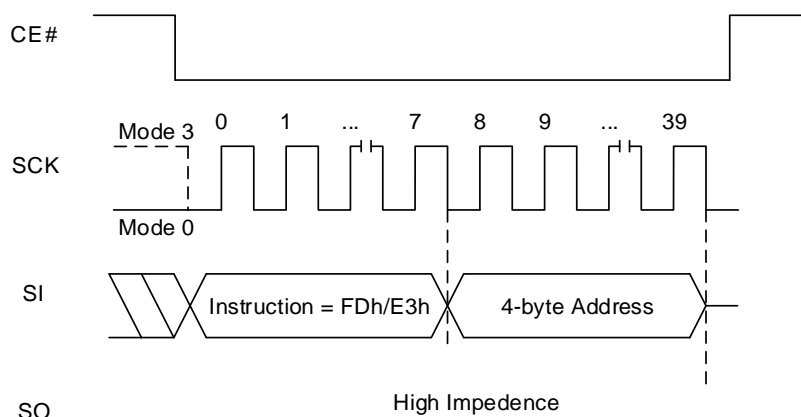 CE#
0 1 ... 7 8 9 ... 39
Mode 3
SCK
Mode 0
SI
Instruction = FDh/E3h
4-byte Address
High Impedence
SO